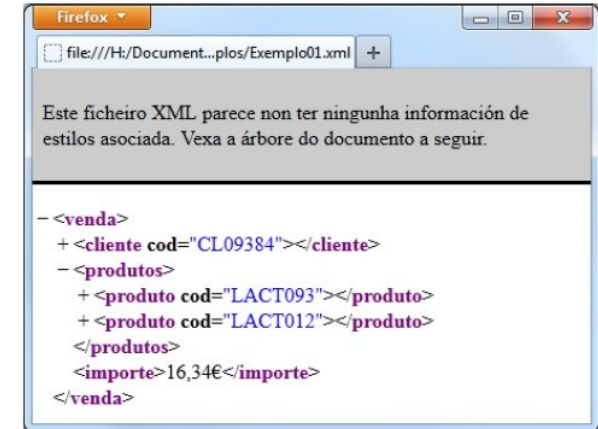 Firefox
file:///H:/Document...plos/Exemplo01.xml +
Este ficheiro XML parece non ter ningunha información de
estilos asociada. Vexa a árbore do documento a seguir.
−<venda>
+<cliente cod="CL09384"></cliente>
−<produtos>
+<produto cod="LACT093"></produto>
+<produto cod="LACT012"></produto>
</produtos>
<importe>16,34€</importe>
</venda>